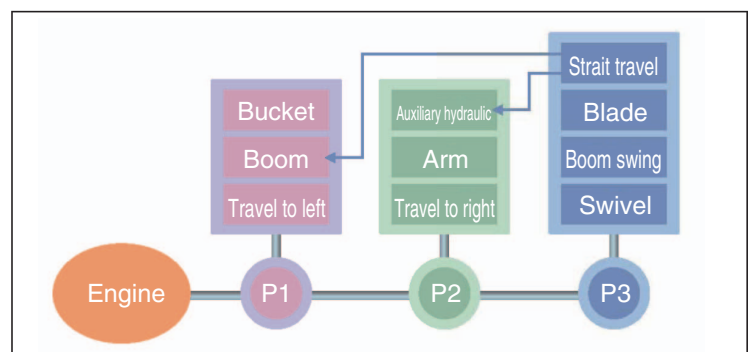 Strait travel
Bucket
Auxiliary hydraulic
Blade
Boom
Arm
Boom swing
Travel to left
Travel to right
Swivel
Engine
P1
P2
P3